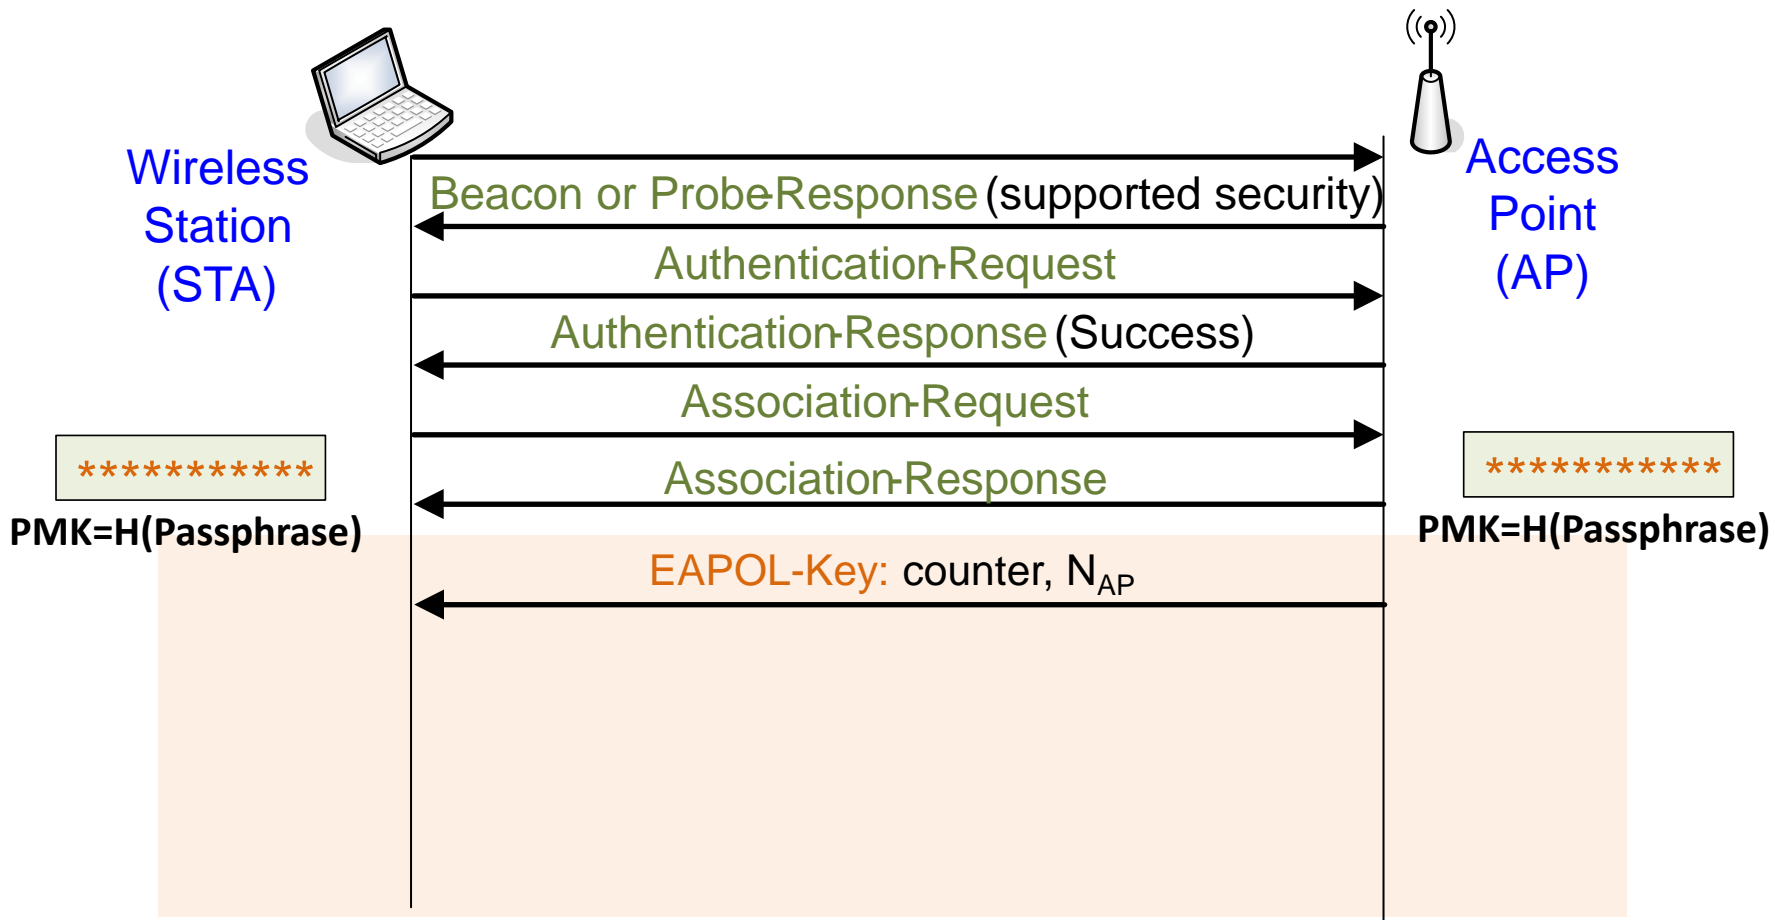 Wireless
Station
(STA)
Access
Point
(AP)
Beacon or Probe-Response (supported security)
Authentication-Request
Authentication-Response (Success)
Association-Request
***********
***********
Association-Response
PMK=H(Passphrase)
PMK=H(Passphrase)
EAPOL-Key: counter, N_AP